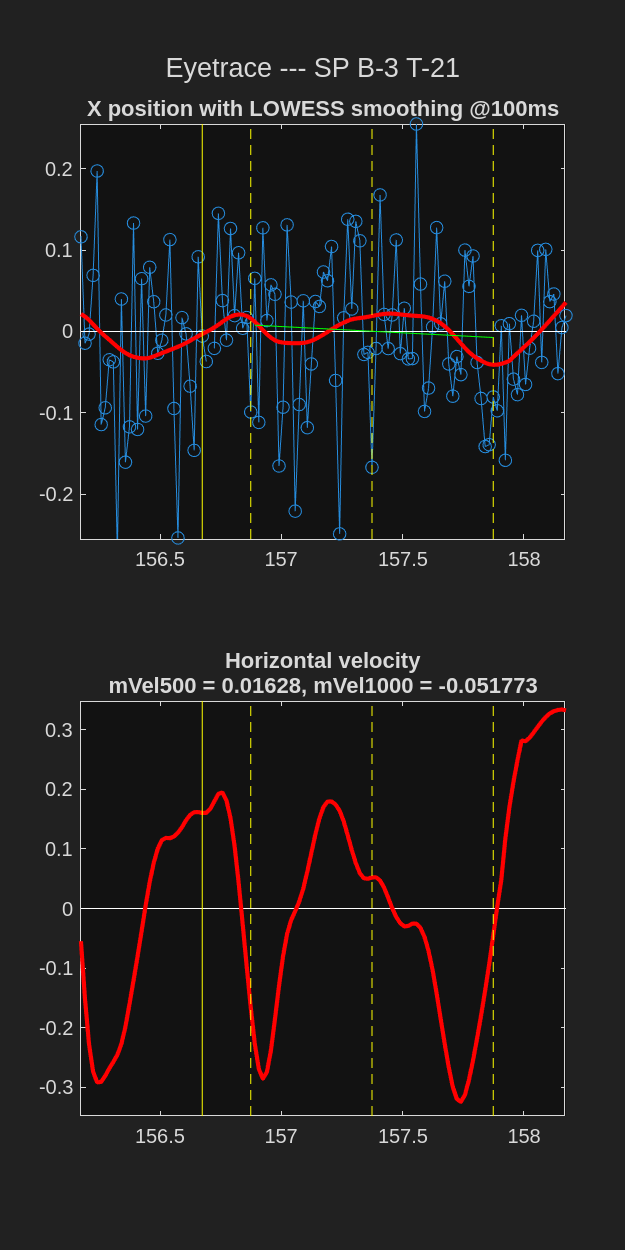 Eyetrace --- SP B-3 T-21
X position with LOWESS smoothing @100ms
0.2
0.1
0
-0.1
-0.2
156.5 157 157.5 158
Horizontal velocity
mVel500 = 0.01628, mVel1000 = -0.051773
0.3
0.2
0.1
0
-0.1
-0.2
-0.3
156.5 157 157.5 158